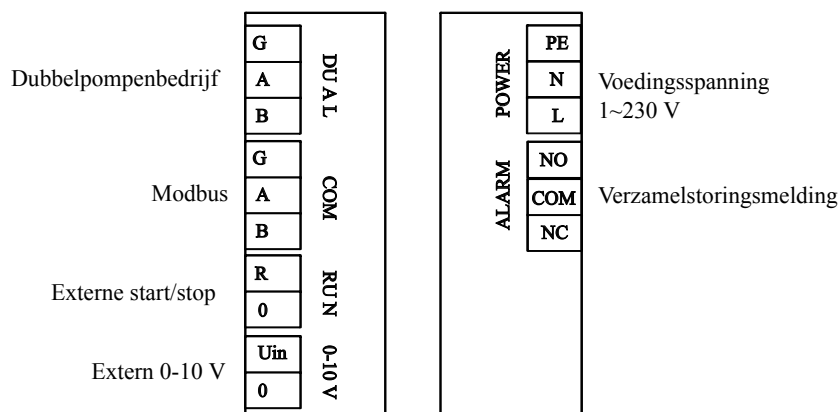 Dubbelpompenbedrijf
G
A
B
DUAL
Modbus
G
A
B
COM
Externe start/stop
R
0
RUN
Extern 0-10 V
Uin
0
0-10 V
POWER
PE
N
L
Voedingsspanning
1~230 V
ALARM
NO
COM
NC
Verzamelstoringsmelding